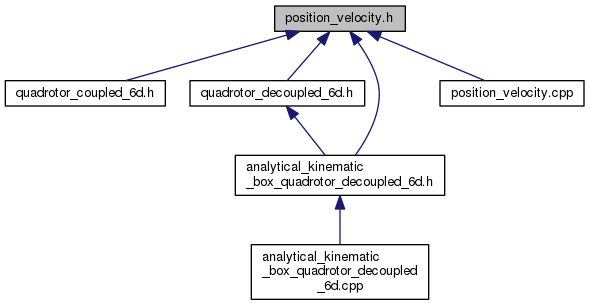 position_velocity.h
quadrotor_coupled_6d.h
quadrotor_decoupled_6d.h
position_velocity.cpp
analytical_kinematic
_box_quadrotor_decoupled_6d.h
analytical_kinematic
_box_quadrotor_decoupled
_6d.cpp